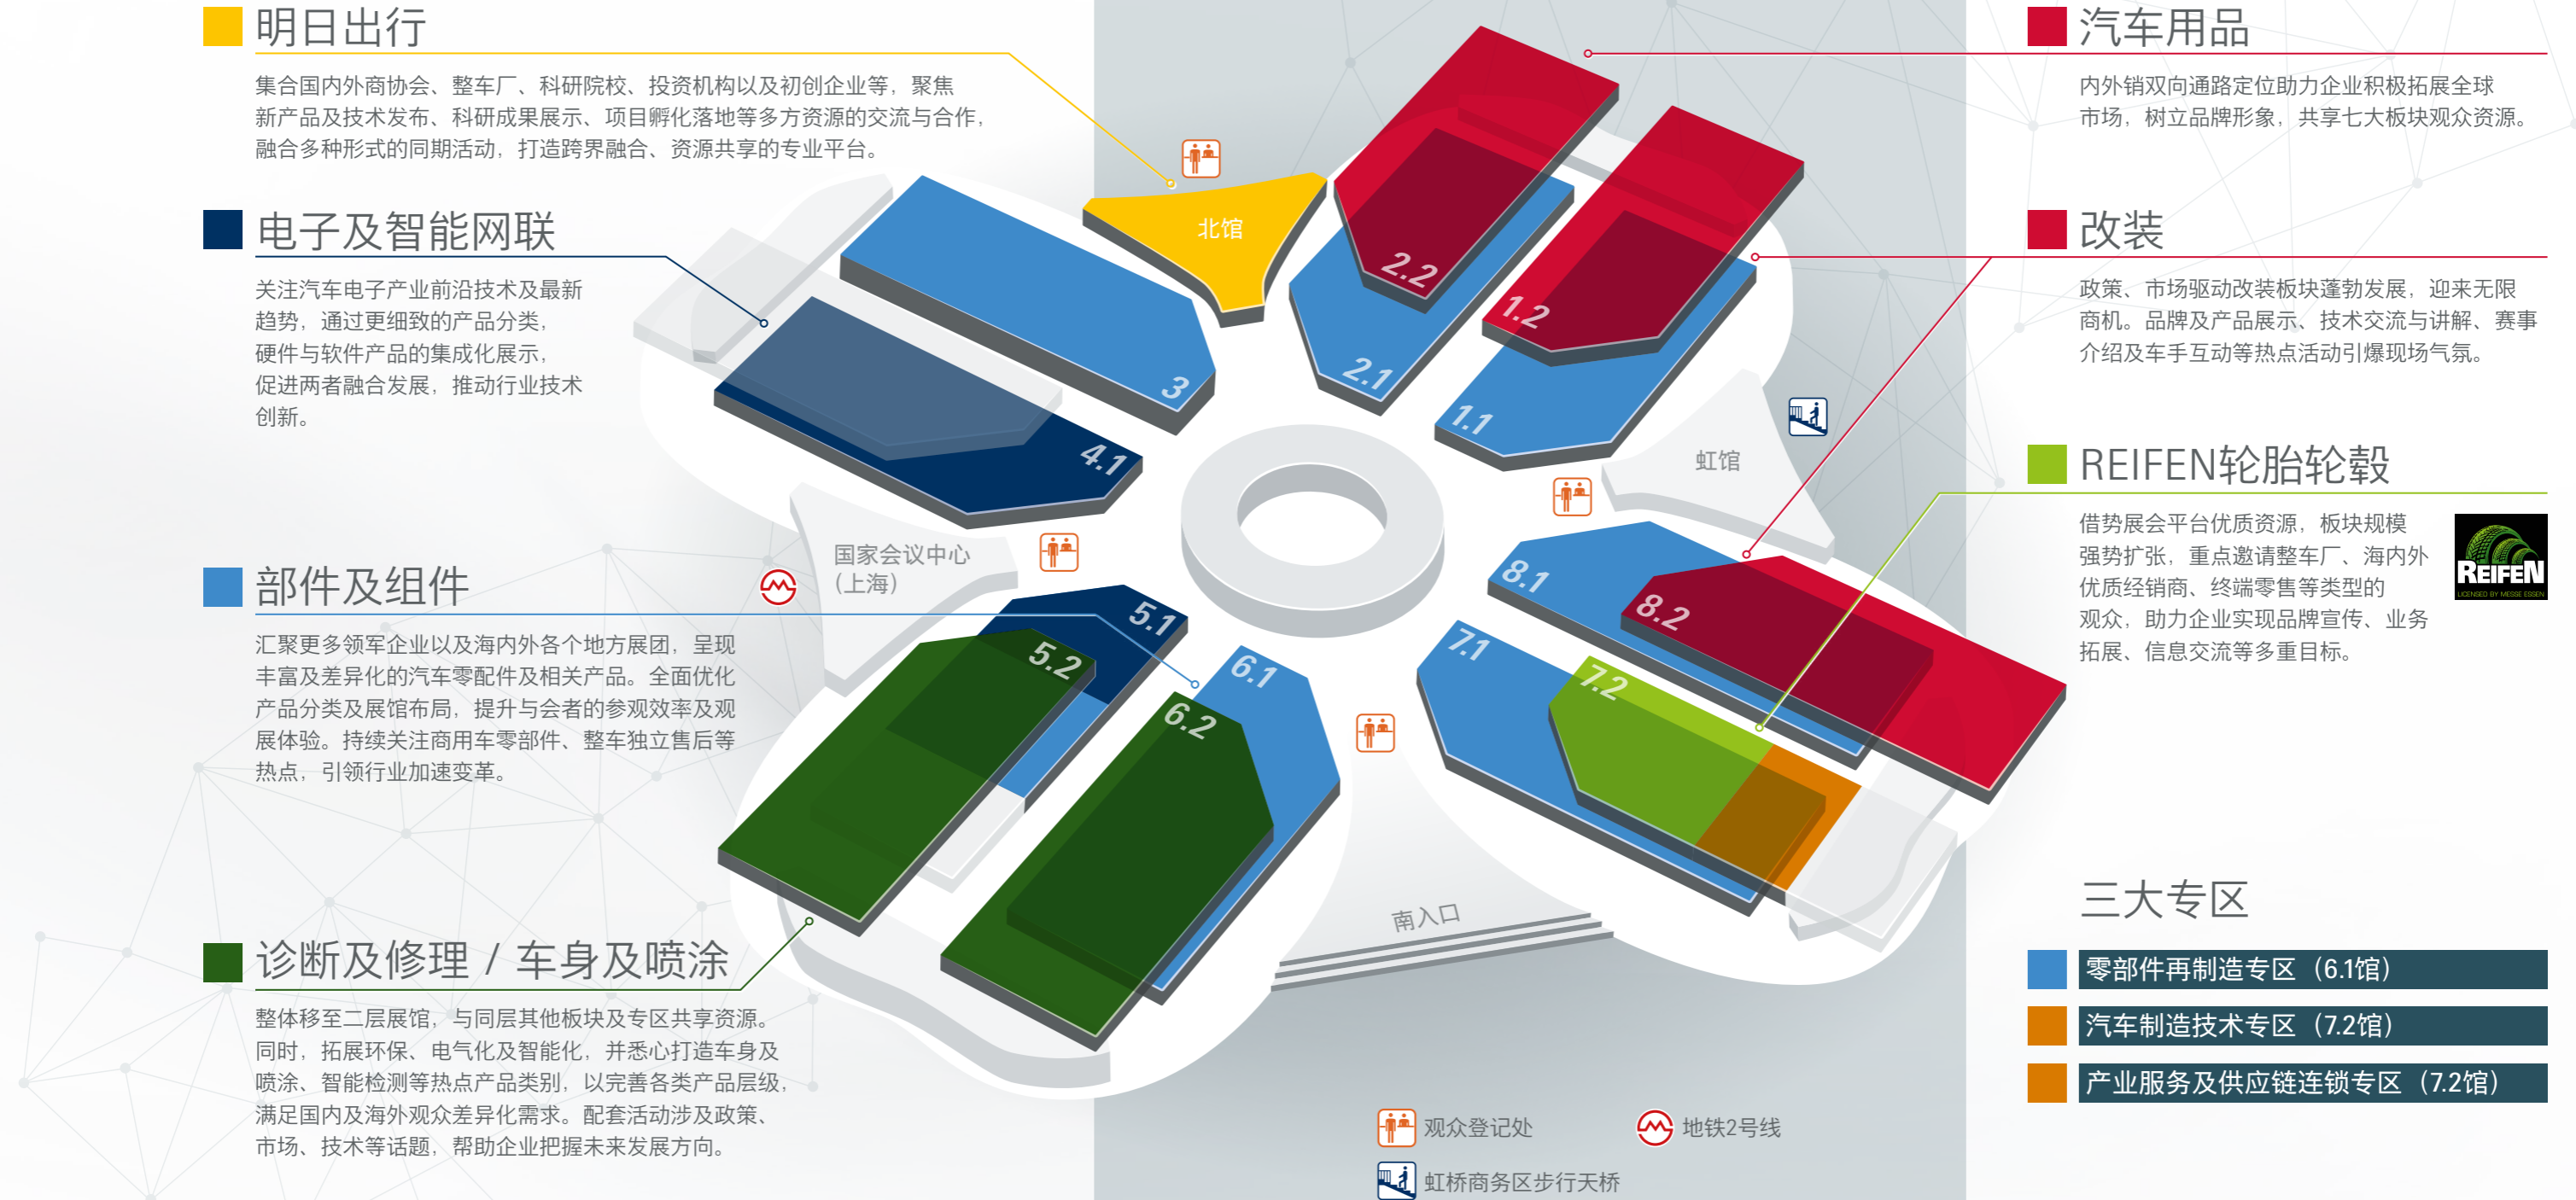 明日出行
集合国内外商协会、整车厂、科研院校、投资机构以及初创企业等，聚焦
新产品及技术发布、科研成果展示、项目孵化落地等多方资源的交流与合作，
融合多种形式的同期活动，打造跨界融合、资源共享的专业平台。
电子及智能网联
关注汽车电子产业前沿技术及最新
趋势，通过更细致的产品分类，
硬件与软件产品的集成化展示，
促进两者融合发展，推动行业技术
创新。
部件及组件
汇聚更多领军企业以及海内外各个地方展团，呈现
丰富及差异化的汽车零配件及相关产品。全面优化
产品分类及展馆布局，提升与会者的参观效率及观
展体验。持续关注商用车零部件、整车独立售后等
热点，引领行业加速变革。
诊断及修理 / 车身及喷涂
整体移至二层展馆，与同层其他板块及专区共享资源。
同时，拓展环保、电气化及智能化，并悉心打造车身及
喷涂、智能检测等热点产品类别，以完善各类产品层级，
满足国内及海外观众差异化需求。配套活动涉及政策、
市场、技术等话题，帮助企业把握未来发展方向。
北馆
2.2
1.2
3
2.1
1.1
4.1
虹馆
国家会议中心
(上海)
5.1
5.2
6.1
6.2
8.1
8.2
7.1
7.2
南入口
观众登记处
地铁2号线
虹桥商务区步行天桥
汽车用品
内外销双向通路定位助力企业积极拓展全球
市场，树立品牌形象，共享七大板块观众资源。
改装
政策、市场驱动改装板块蓬勃发展，迎来无限
商机。品牌及产品展示、技术交流与讲解、赛事
介绍及车手互动等热点活动引爆现场气氛。
REIFEN轮胎轮毂
借势展会平台优质资源，板块规模
强势扩张，重点邀请整车厂、海内外
优质经销商、终端零售等类型的
观众，助力企业实现品牌宣传、业务
拓展、信息交流等多重目标。
REIFEN
LICENSED BY MESSE ESSEN
三大专区
零部件再制造专区（6.1馆）
汽车制造技术专区（7.2馆）
产业服务及供应链连锁专区（7.2馆）